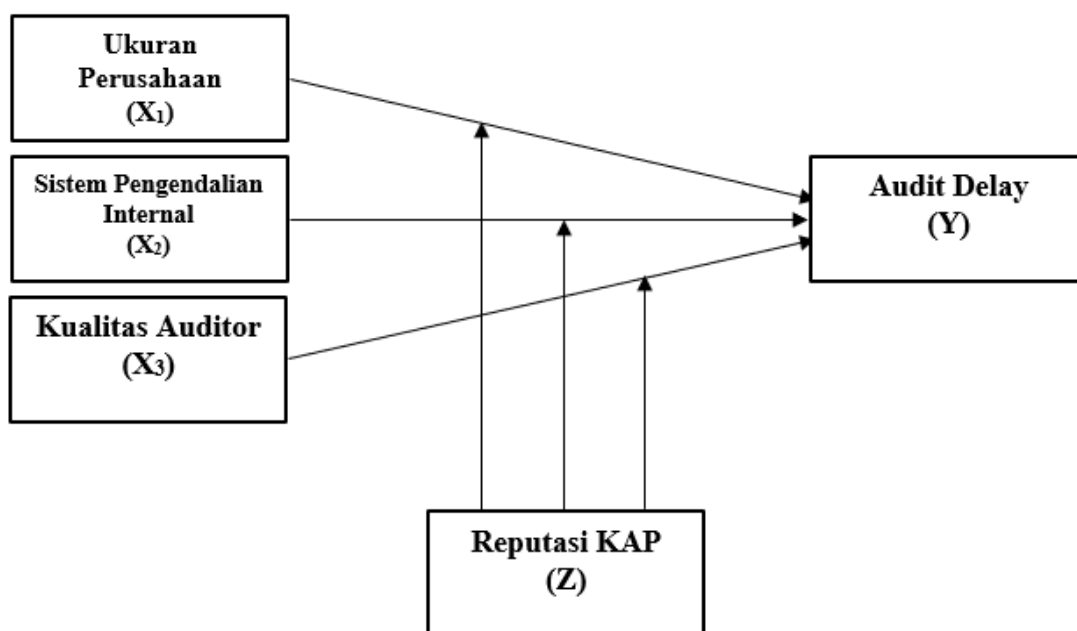 Ukuran
Perusahaan
(X₁)
Sistem Pengendalian
Internal
(X₂)
Kualitas Auditor
(X₃)
Audit Delay
(Y)
Reputasi KAP
(Z)